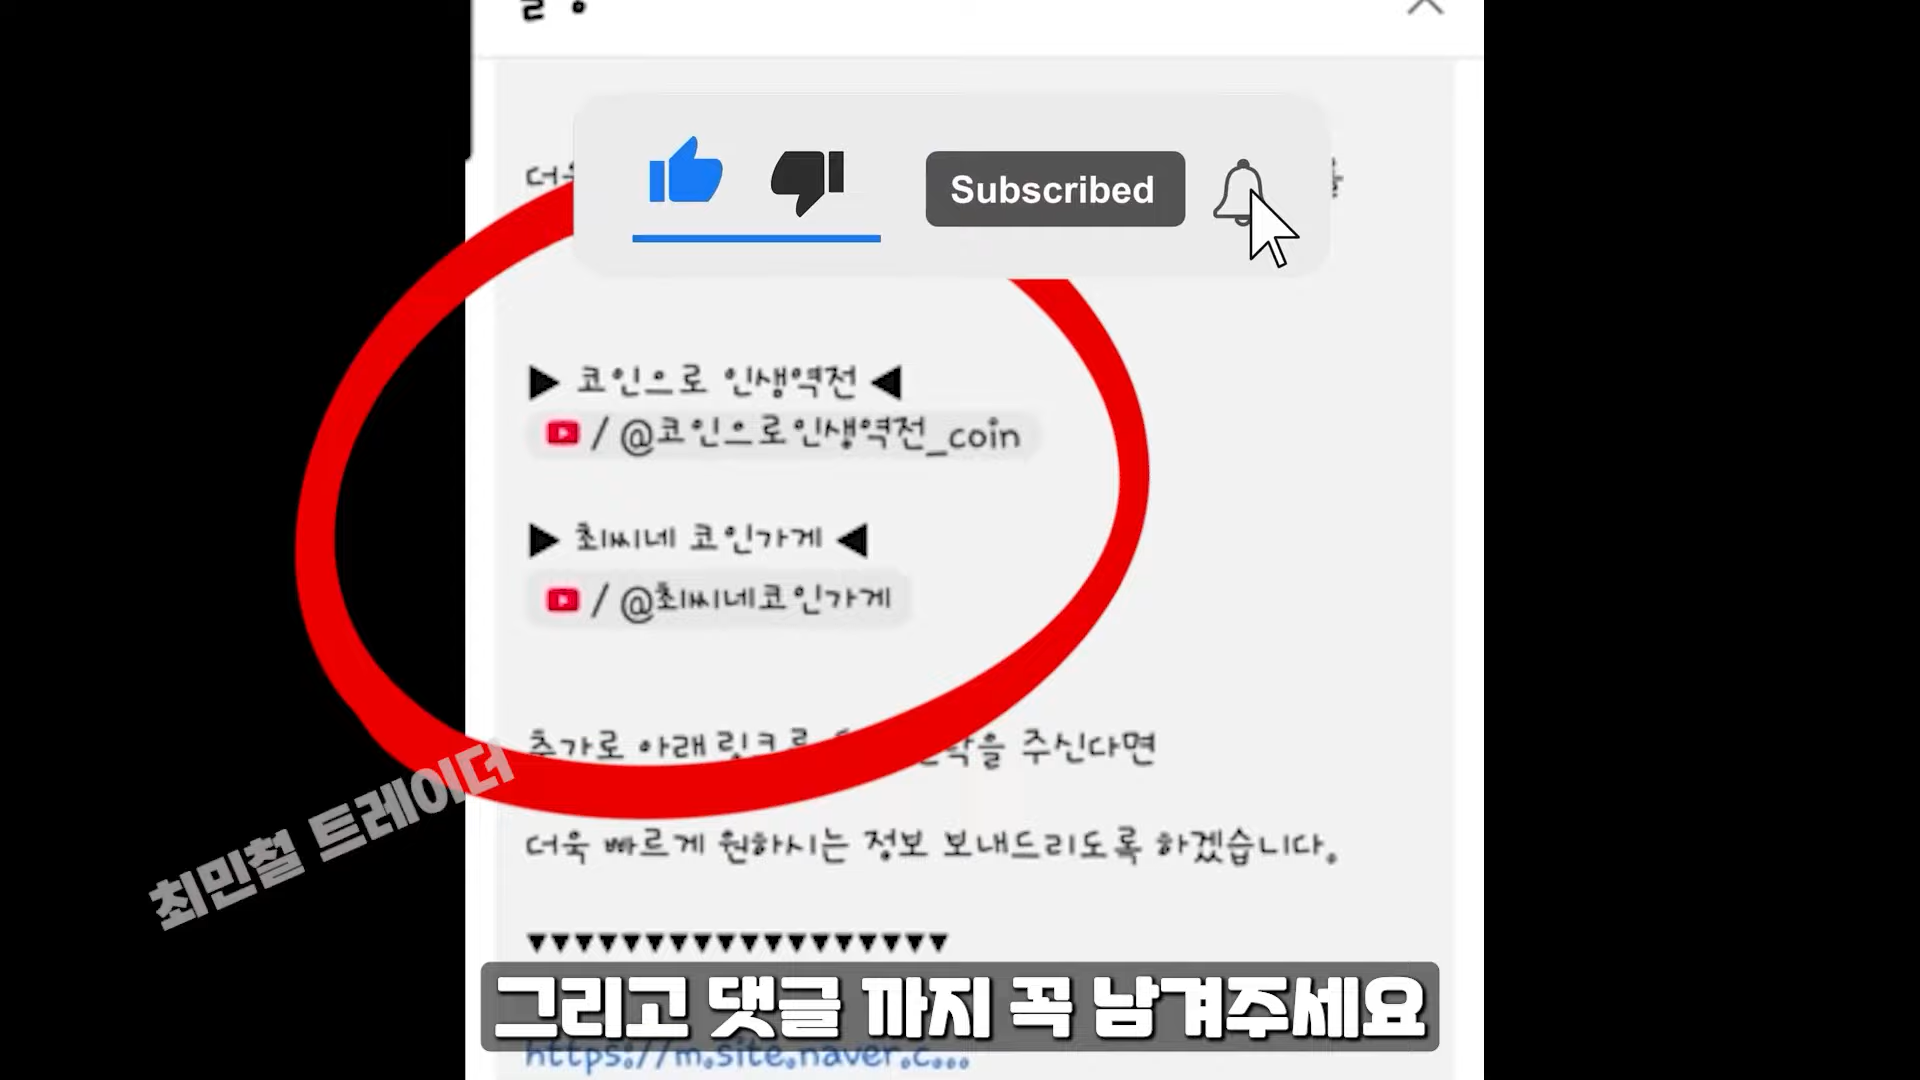 Subscribed
▶ 코인으로 인생역전 ◀
/ @코인으로인생역전_coin
▶ 최씨네 코인가게 ◀
/ @최씨네코인가게
추가로 아래 링크를 주신다면
더욱 빠르게 원하시는 정보 보내드리도록 하겠습니다.
▼▼▼▼▼▼▼▼▼▼▼▼▼▼▼▼▼▼
최민철 트레이더
그리고 댓글 까지 꼭 남겨주세요
https://m.site.naver.c...